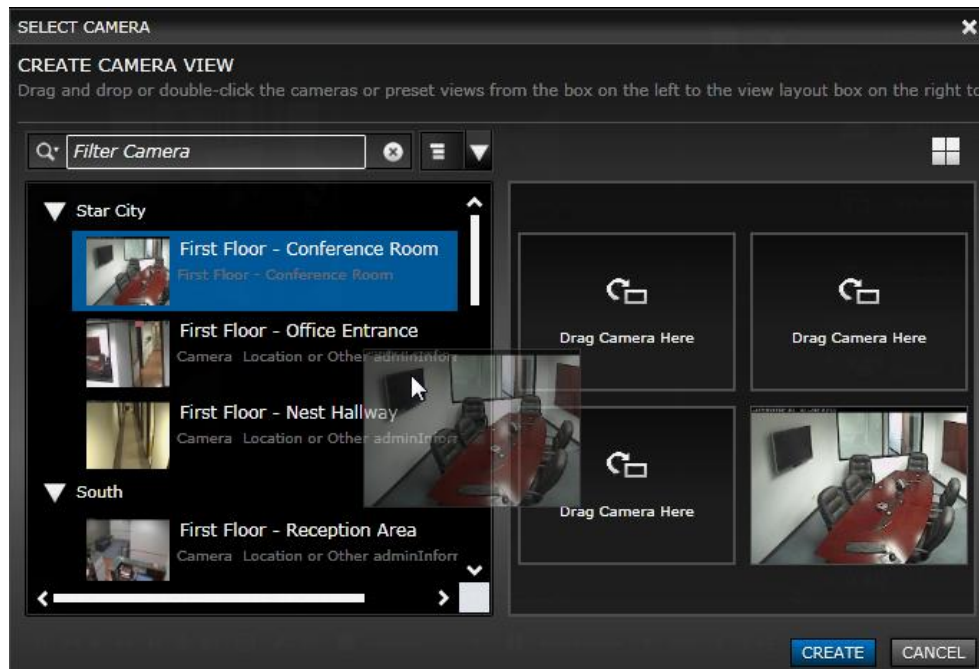 SELECT CAMERA
CREATE CAMERA VIEW
Drag and drop or double-click the cameras or preset views from the box on the left to the view layout box on the right to
Filter Camera
Star City
First Floor - Conference Room
First Floor - Conference Room
First Floor - Office Entrance
Camera Location or Other adminInforr
First Floor - Nest Hallway
Camera Location or Other adminInforr
South
First Floor - Reception Area
Camera Location or Other adminInforr
Drag Camera Here
Drag Camera Here
Drag Camera Here
CREATE
CANCEL